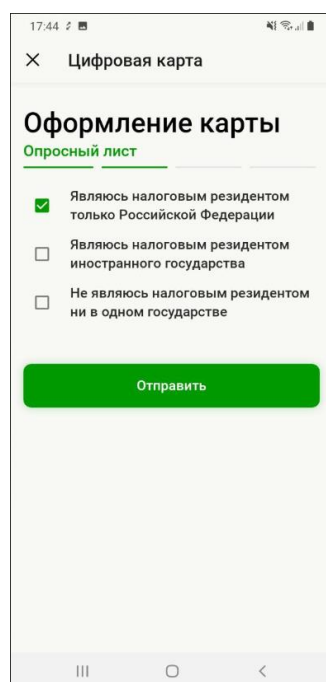 17:44
Цифровая карта
Оформление карты
Опросный лист
Являюсь налоговым резидентом
только Российской Федерации
Являюсь налоговым резидентом
иностранного государства
Не являюсь налоговым резидентом
ни в одном государстве
Отправить